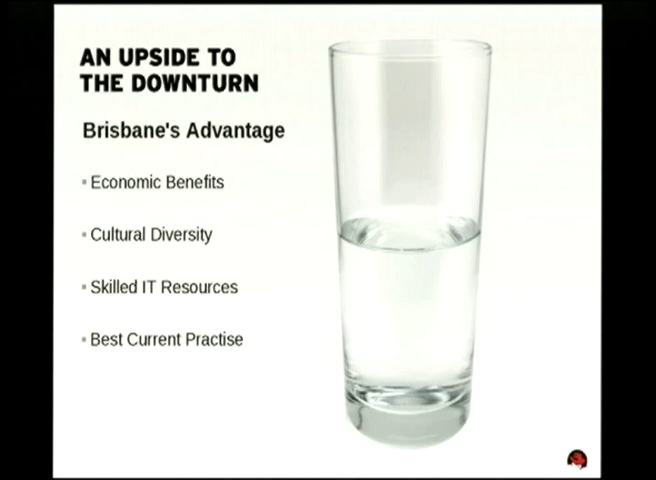 AN UPSIDE TO
THE DOWNTURN
Brisbane's Advantage
Economic Benefits
Cultural Diversity
Skilled IT Resources
Best Current Practise